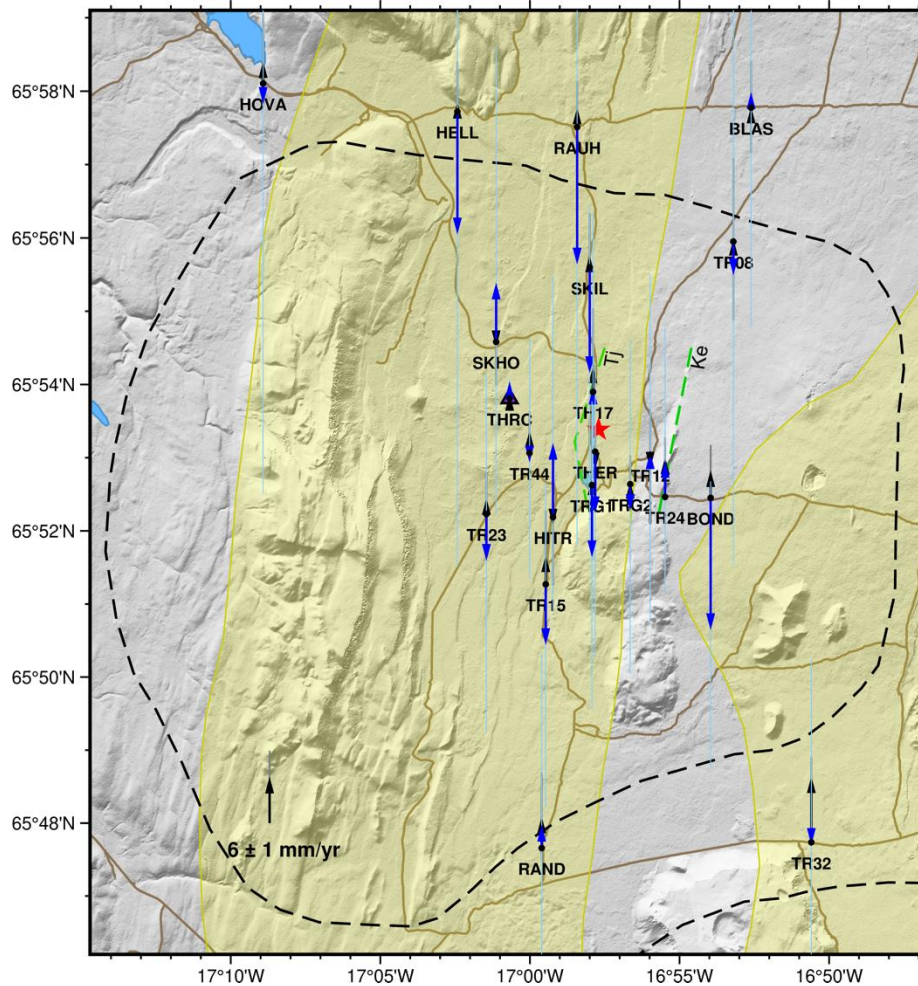 65°58'N
HOVA
HELL
RAUH
BLAS
65°56'N
TR08
SKIL
SKHO
Tj
Ke
65°54'N
THRC
TH17
TR44
THER
TR12
TRG1
TRG2
TR24
BOND
65°52'N
TR23
HITR
TR15
65°50'N
65°48'N
6 ± 1 mm/yr
RAND
TR32
17°10'W
17°05'W
17°00'W
16°55'W
16°50'W